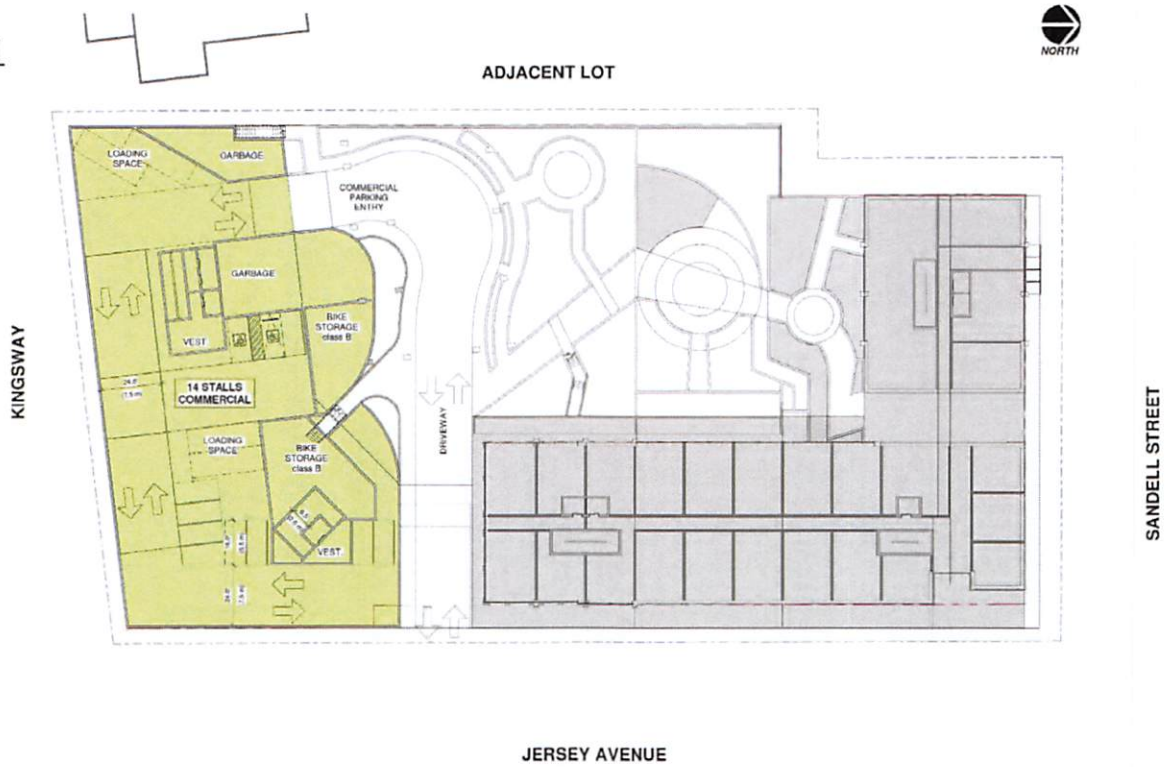 NORTH
ADJACENT LOT
LOADING
SPACE
GARBAGE
COMMERCIAL
PARKING
ENTRY
GARBAGE
BIKE
STORAGE
class B
VEST.
KINGSWAY
14 STALLS
COMMERCIAL
LOADING
SPACE
BIKE
STORAGE
class B
VEST.
DRIVEWAY
SANDELL STREET
JERSEY AVENUE